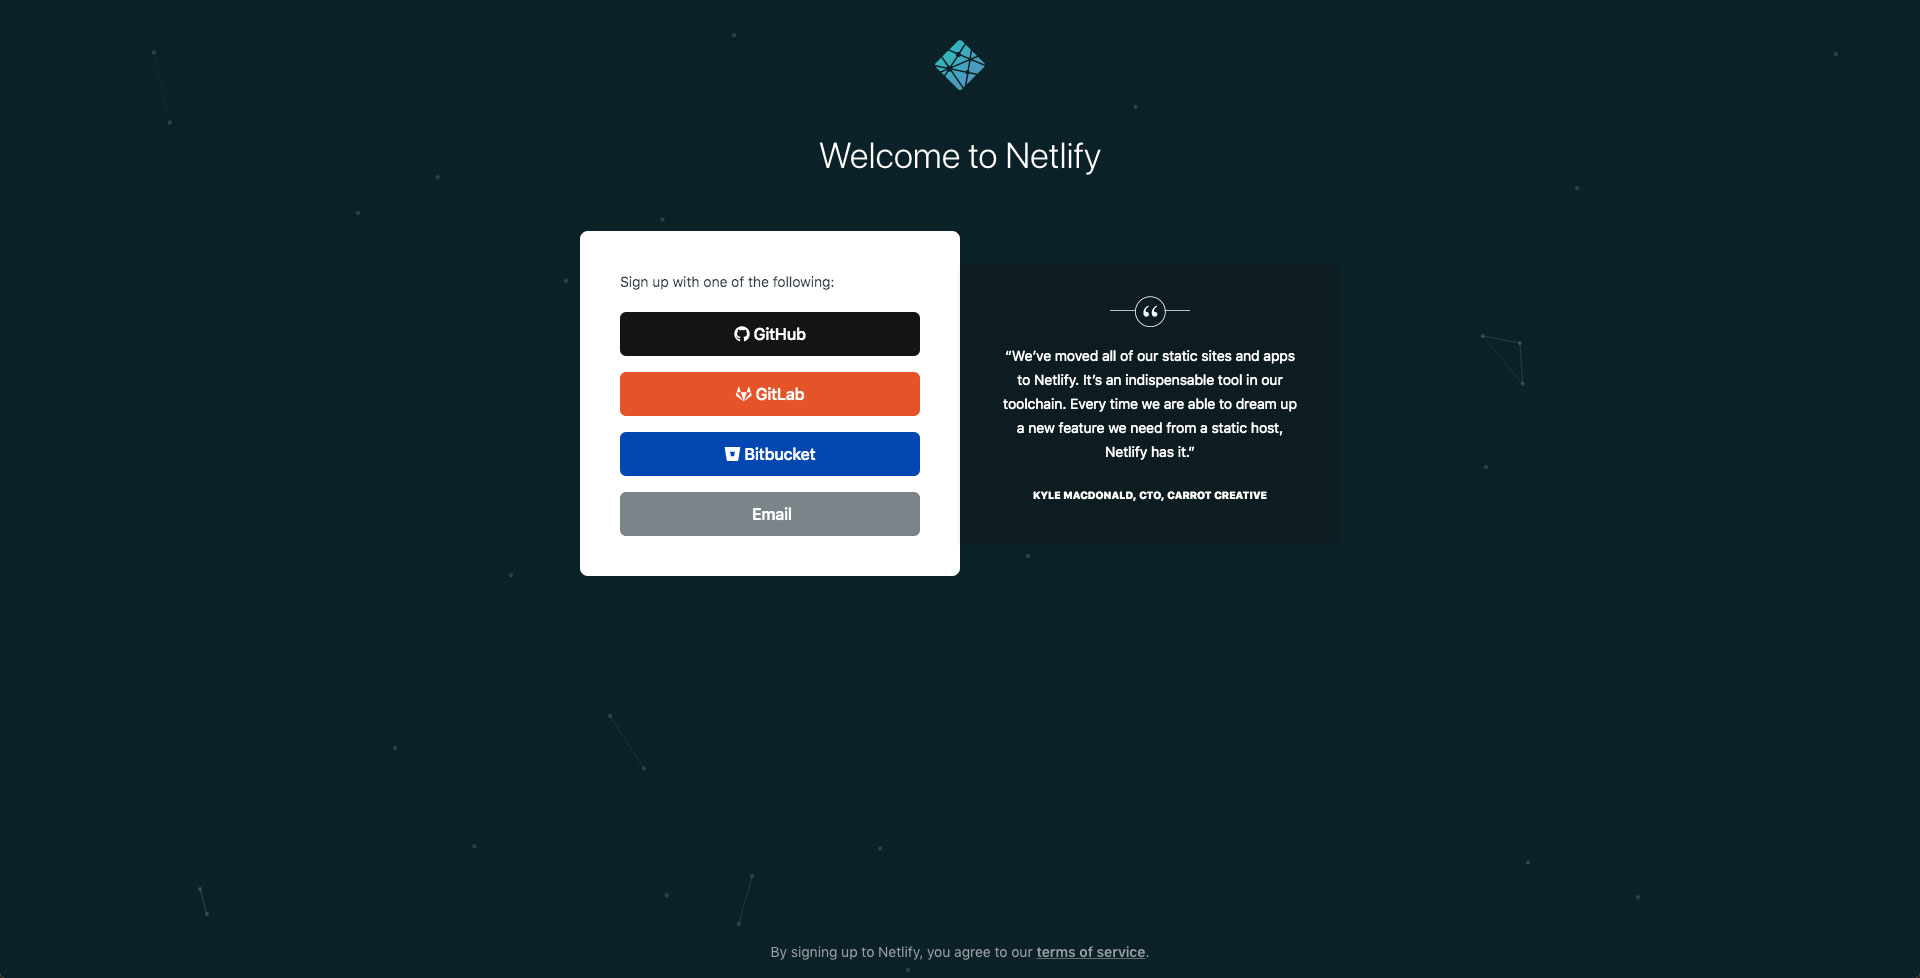 Welcome to Netlify
Sign up with one of the following:
GitHub
GitLab
Bitbucket
Email
“We’ve moved all of our static sites and apps
to Netlify. It’s an indispensable tool in our
toolchain. Every time we are able to dream up
a new feature we need from a static host,
Netlify has it.”
KYLE MACDONALD, CTO, CARROT CREATIVE
By signing up to Netlify, you agree to our terms of service.